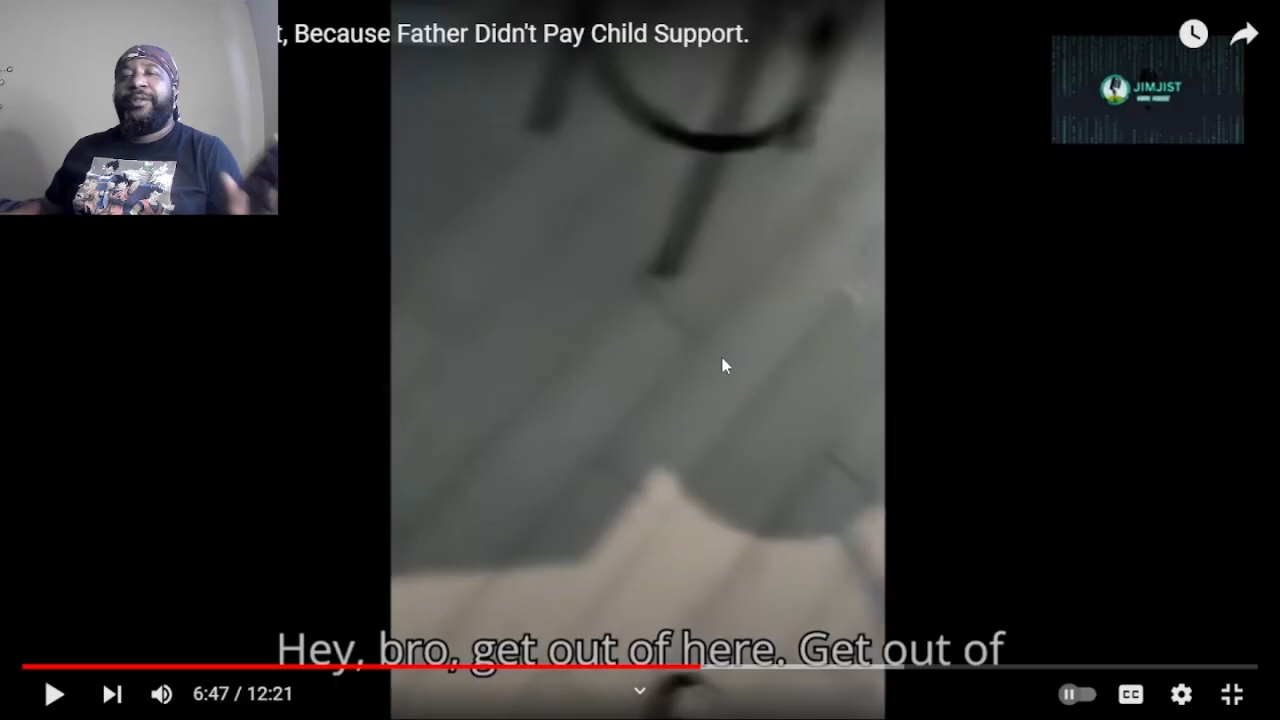 t, Because Father Didn't Pay Child Support.
JIMJIST
Hey, bro, get out of here. Get out of
6:47 / 12:21
CC